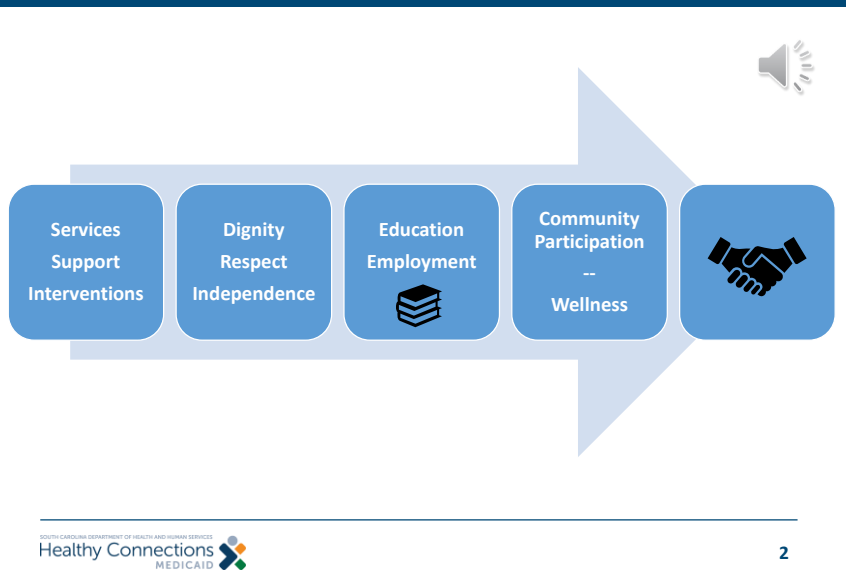 Services
Support
Interventions
Dignity
Respect
Independence
Education
Employment
Community
Participation
--
Wellness
SOUTH CAROLINA DEPARTMENT OF HEALTH AND HUMAN SERVICES
Healthy Connections
MEDICAID
2